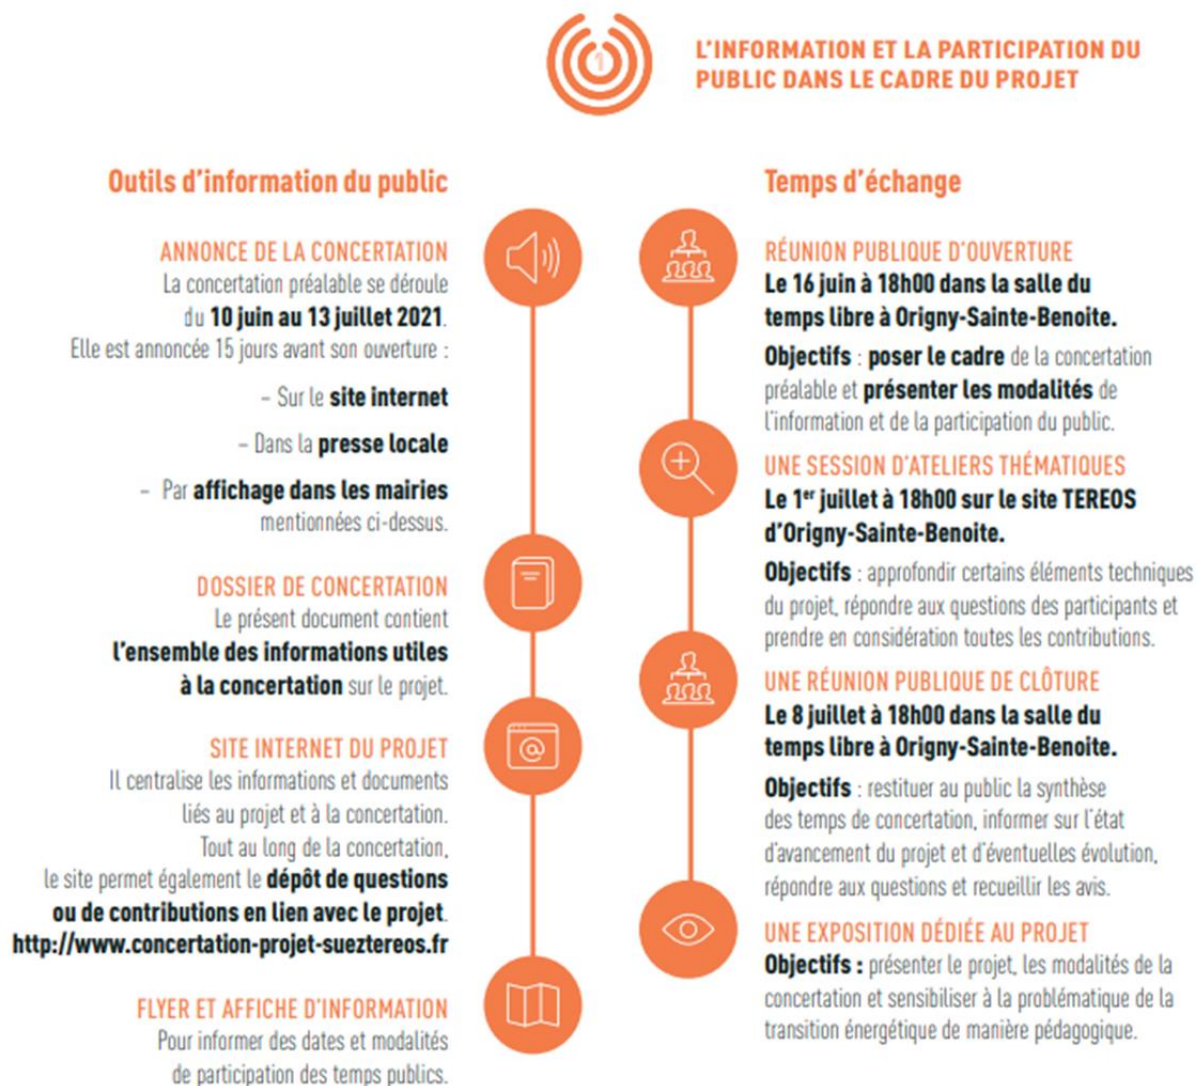 1
L'INFORMATION ET LA PARTICIPATION DU
PUBLIC DANS LE CADRE DU PROJET
Outils d'information du public
ANNONCE DE LA CONCERTATION
La concertation préalable se déroule
du 10 juin au 13 juillet 2021.
Elle est annoncée 15 jours avant son ouverture :
– Sur le site internet
– Dans la presse locale
– Par affichage dans les mairies
mentionnées ci-dessus.
DOSSIER DE CONCERTATION
Le présent document contient
l'ensemble des informations utiles
à la concertation sur le projet.
SITE INTERNET DU PROJET
Il centralise les informations et documents
liés au projet et à la concertation.
Tout au long de la concertation,
le site permet également le dépôt de questions
ou de contributions en lien avec le projet.
http://www.concertation-projet-sueztereos.fr
FLYER ET AFFICHE D'INFORMATION
Pour informer des dates et modalités
de participation des temps publics.
Temps d'échange
RÉUNION PUBLIQUE D'OUVERTURE
Le 16 juin à 18h00 dans la salle du
temps libre à Origny-Sainte-Benoite.
Objectifs : poser le cadre de la concertation
préalable et présenter les modalités de
l'information et de la participation du public.
UNE SESSION D'ATELIERS THÉMATIQUES
Le 1er juillet à 18h00 sur le site TEREOS
d'Origny-Sainte-Benoite.
Objectifs : approfondir certains éléments techniques
du projet, répondre aux questions des participants et
prendre en considération toutes les contributions.
UNE RÉUNION PUBLIQUE DE CLÔTURE
Le 8 juillet à 18h00 dans la salle du
temps libre à Origny-Sainte-Benoite.
Objectifs : restituer au public la synthèse
des temps de concertation, informer sur l'état
d'avancement du projet et d'éventuelles évolution,
répondre aux questions et recueillir les avis.
UNE EXPOSITION DÉDIÉE AU PROJET
Objectifs : présenter le projet, les modalités de la
concertation et sensibiliser à la problématique de la
transition énergétique de manière pédagogique.